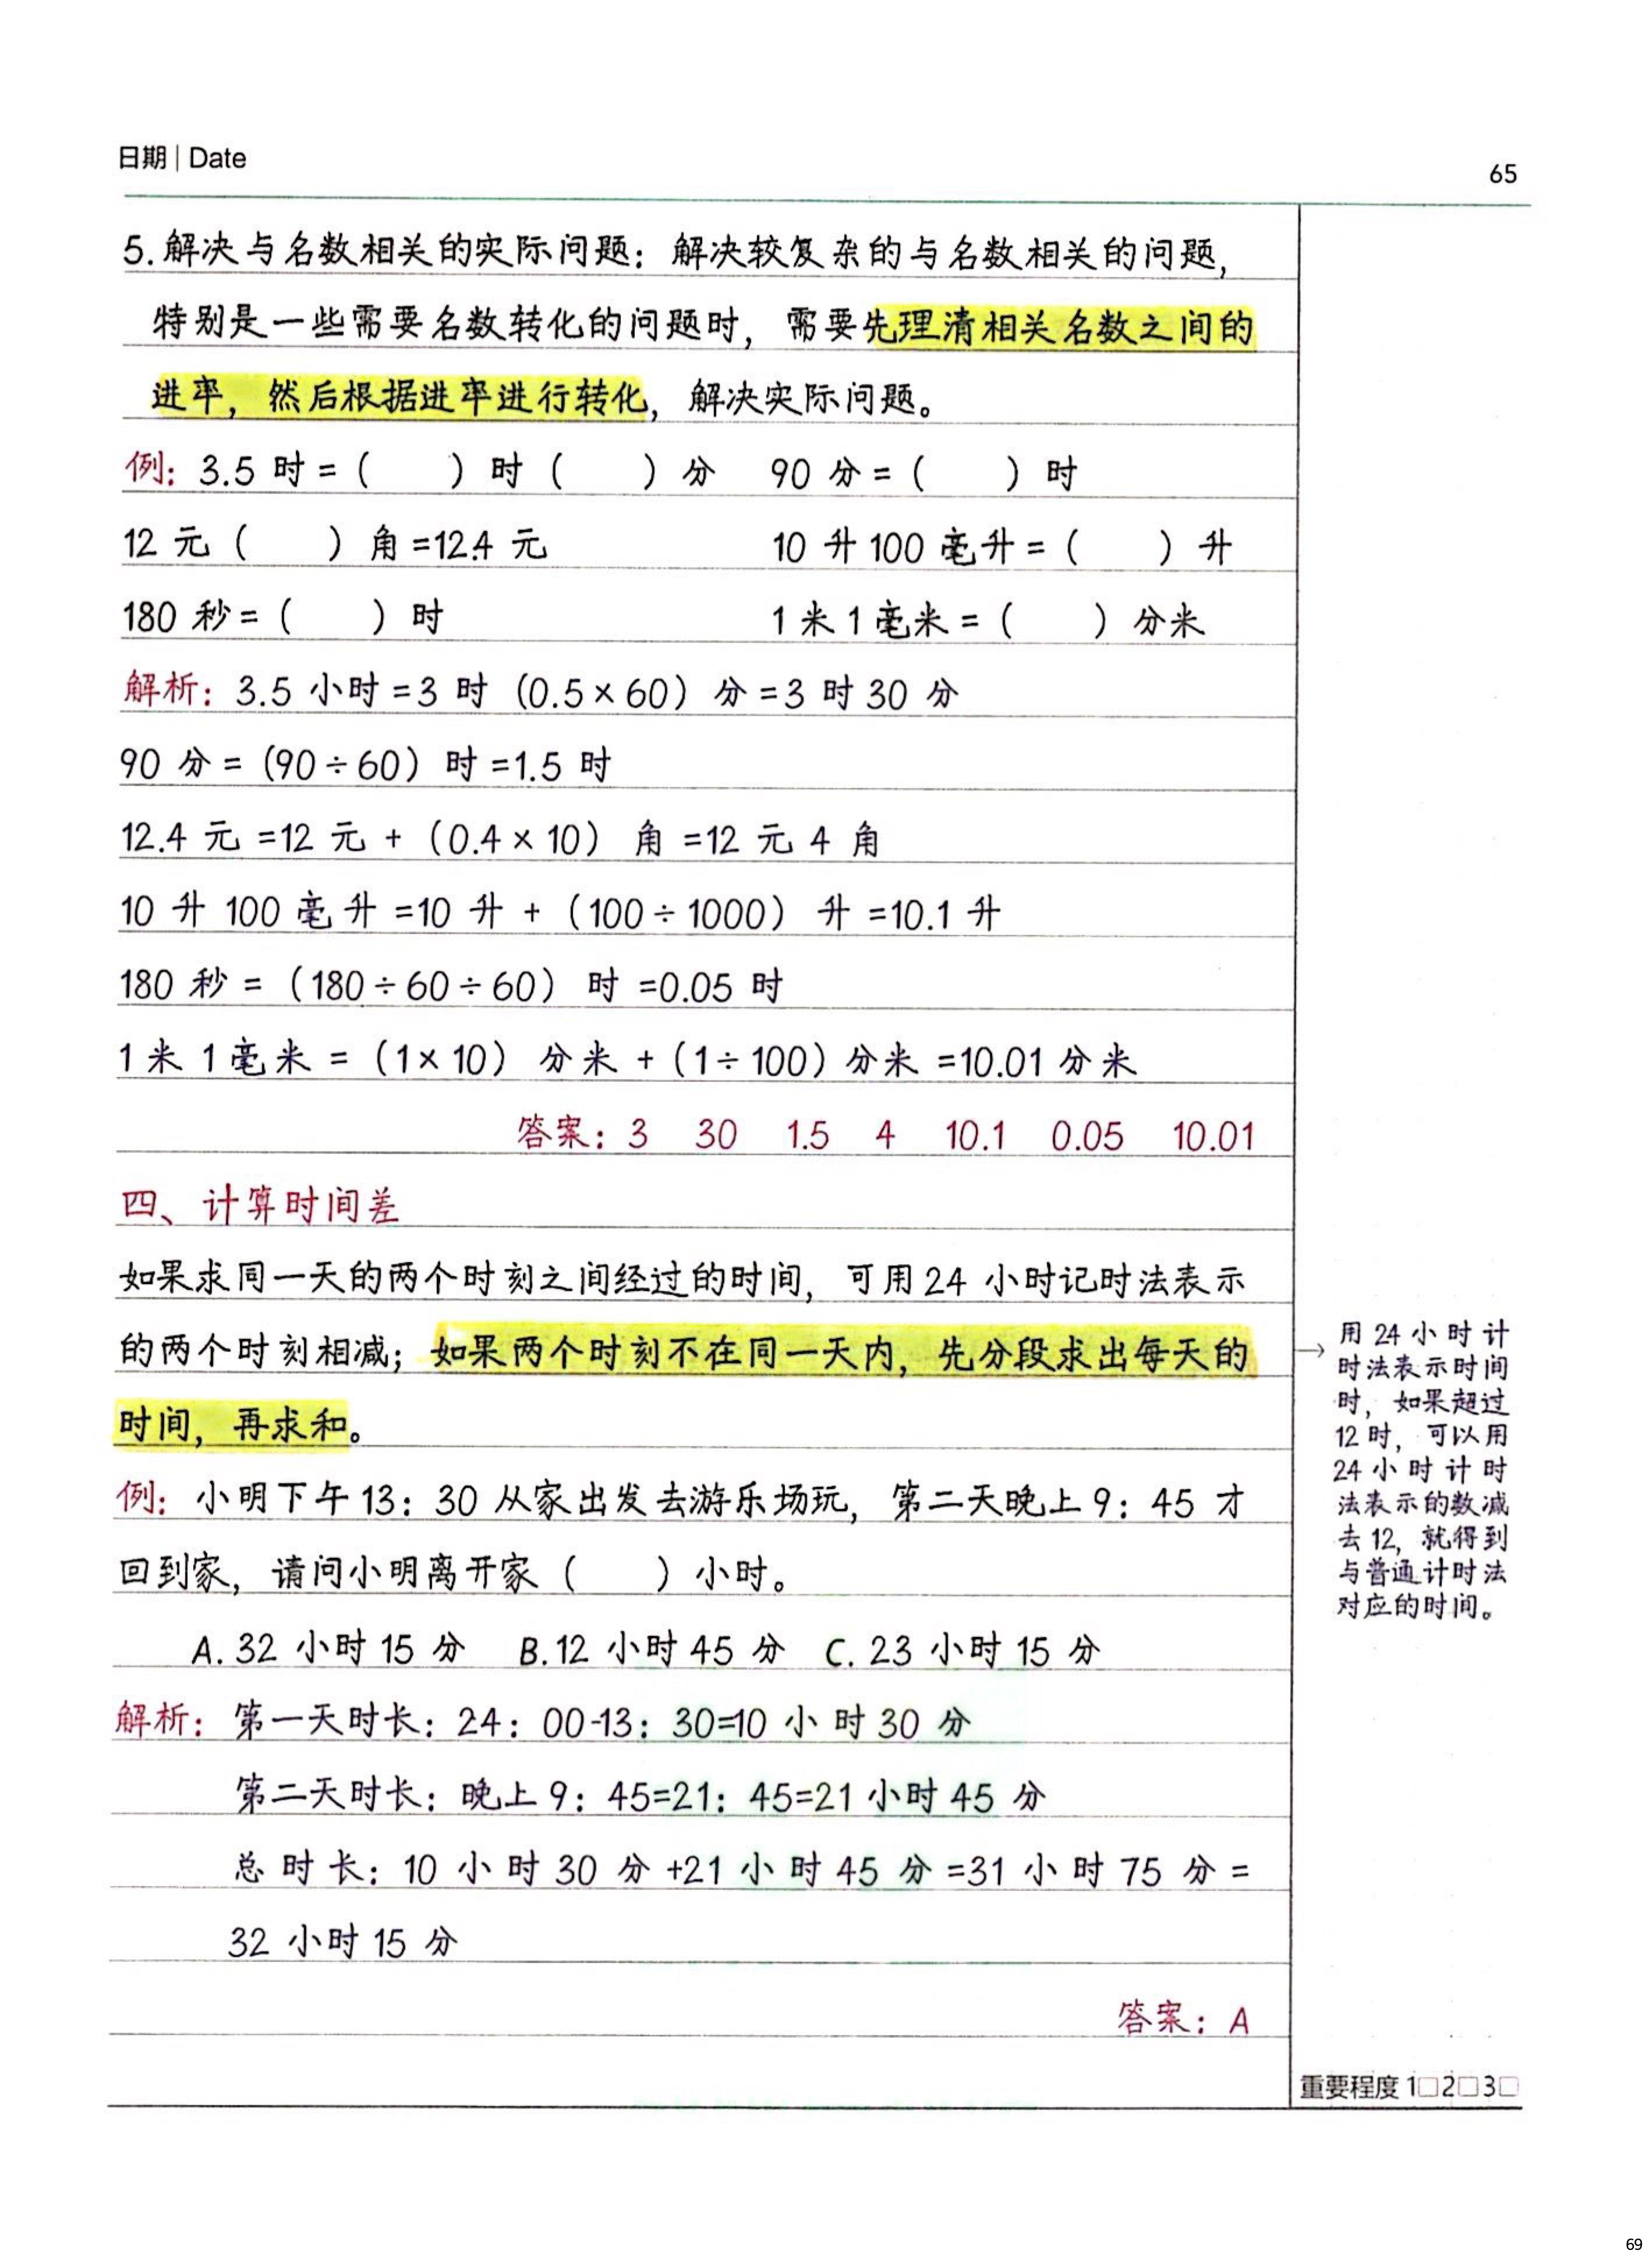 日期 | Date
65
5.解决与名数相关的实际问题：解决较复杂的与名数相关的问题，
特别是一些需要名数转化的问题时，需要先理清相关名数之间的
进率，然后根据进率进行转化，解决实际问题。
例：3.5 时 =（　　）时（　　）分　90 分 =（　　）时
12 元（　　）角 =12.4 元　10 升 100 毫升 =（　　）升
180 秒 =（　　）时　1 米 1 毫米 =（　　）分米
解析：3.5 小时 =3 时（0.5×60）分 =3 时 30 分
90 分 =（90÷60）时 =1.5 时
12.4 元 =12 元 +（0.4×10）角 =12 元 4 角
10 升 100 毫升 =10 升 +（100÷1000）升 =10.1 升
180 秒 =（180÷60÷60）时 =0.05 时
1 米 1 毫米 =（1×10）分米 +（1÷100）分米 =10.01 分米
答案：3　30　1.5　4　10.1　0.05　10.01
四、计算时间差
如果求同一天的两个时刻之间经过的时间，可用 24 小时记时法表示
的两个时刻相减；如果两个时刻不在同一天内，先分段求出每天的
时间，再求和。
例：小明下午 13：30 从家出发去游乐场玩，第二天晚上 9：45 才
回到家，请问小明离开家（　　）小时。
A. 32 小时 15 分　B. 12 小时 45 分　C. 23 小时 15 分
解析：第一天时长：24：00-13：30=10 小时 30 分
第二天时长：晚上 9：45=21：45=21 小时 45 分
总时长：10 小时 30 分 +21 小时 45 分 =31 小时 75 分 =
32 小时 15 分
答案：A
→ 用 24 小时计
时法表示时间
时，如果超过
12 时，可以用
24 小时计时
法表示的数减
去 12，就得到
与普通计时法
对应的时间。
重要程度 1□2□3□
69